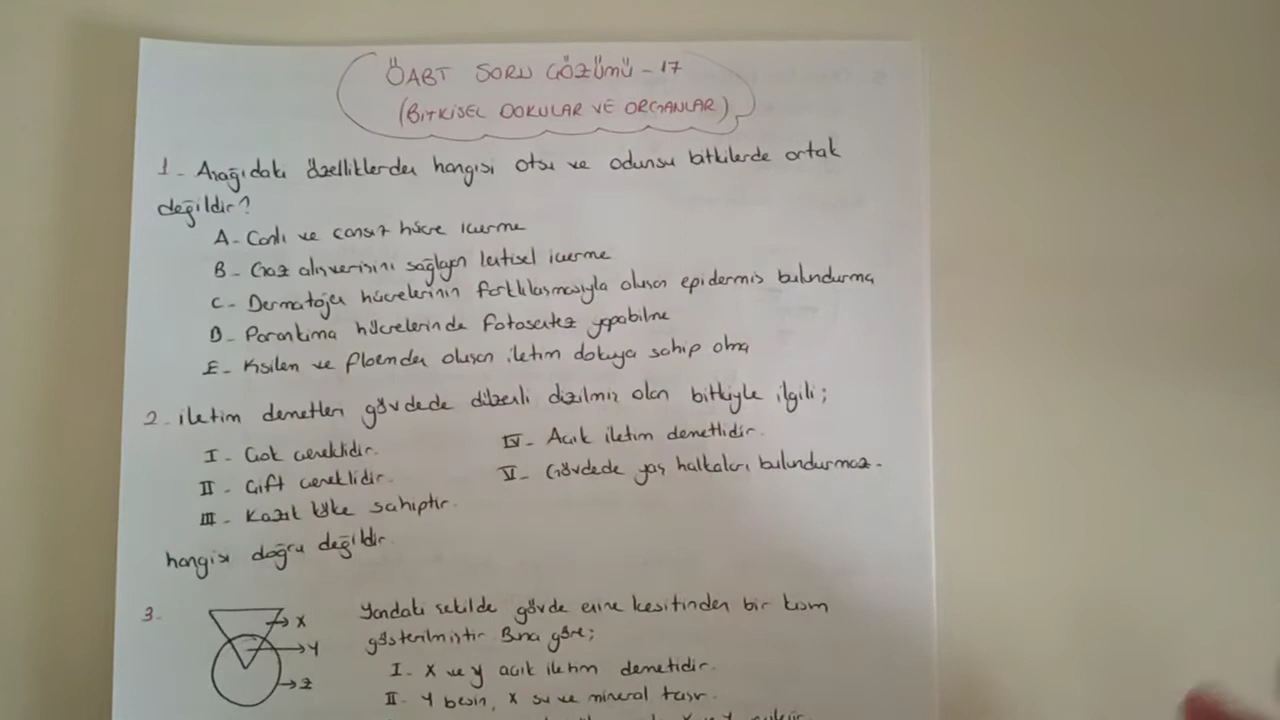 ÖABT SORU ÇÖZÜMÜ - 17
(BİTKİSEL DOKULAR VE ORGANLAR)
1 - Aşağıdaki özelliklerden hangisi otsu ve odunsu bitkilerde ortak
değildir?
A - Canlı ve cansız hücre içerme
B - Gaz alışverişini sağlayan lentisel içerme
C - Dermatojen hücrelerinin farklılaşmasıyla oluşan epidermis bulundurma
D - Parankima hücrelerinde fotosentez yapabilme
E - Ksilem ve floemden oluşan iletim dokuya sahip olma
2 - İletim demetleri gövdede düzenli dizilmiş olan bitkiyle ilgili;
I - Çok çeneklidir.
IV - Açık iletim demetlidir.
II - Çift çeneklidir.
V - Gövdede yaş halkaları bulundurmaz.
III - Kazık köke sahiptir.
hangisi doğru değildir.
3.
X
Y
Z
Yandaki şekilde gövde enine kesitinden bir kısım
gösterilmiştir. Buna göre;
I - X ve Y açık iletim demetidir.
II - Y besin, X su ve mineral taşır.